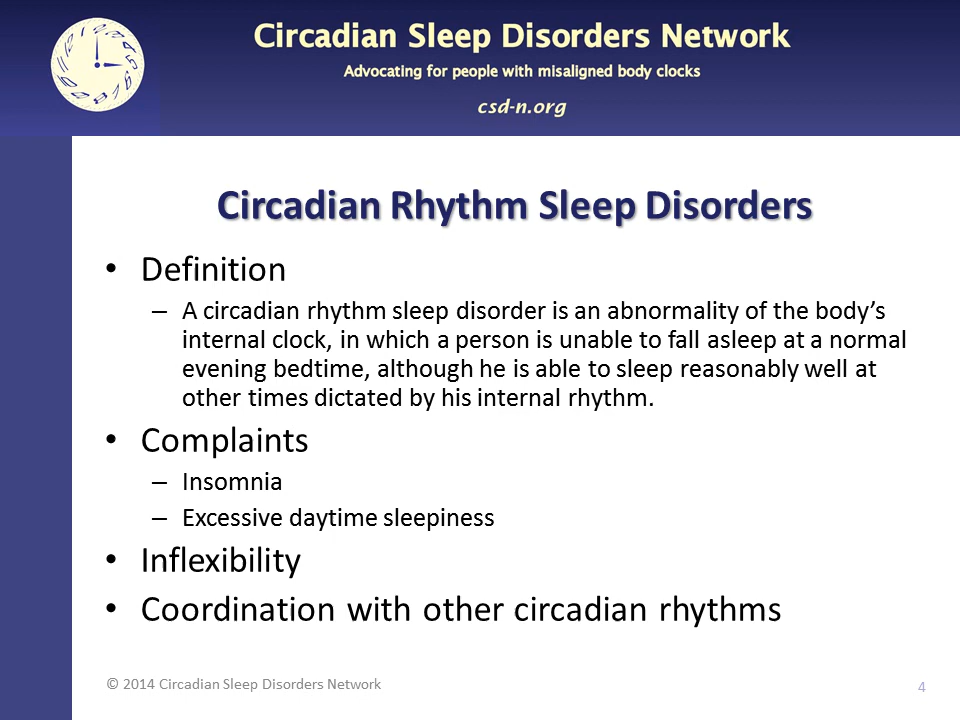 Circadian Sleep Disorders Network
Advocating for people with misaligned body clocks
csd-n.org
Circadian Rhythm Sleep Disorders
• Definition
– A circadian rhythm sleep disorder is an abnormality of the body’s
internal clock, in which a person is unable to fall asleep at a normal
evening bedtime, although he is able to sleep reasonably well at
other times dictated by his internal rhythm.
• Complaints
– Insomnia
– Excessive daytime sleepiness
• Inflexibility
• Coordination with other circadian rhythms
© 2014 Circadian Sleep Disorders Network
4